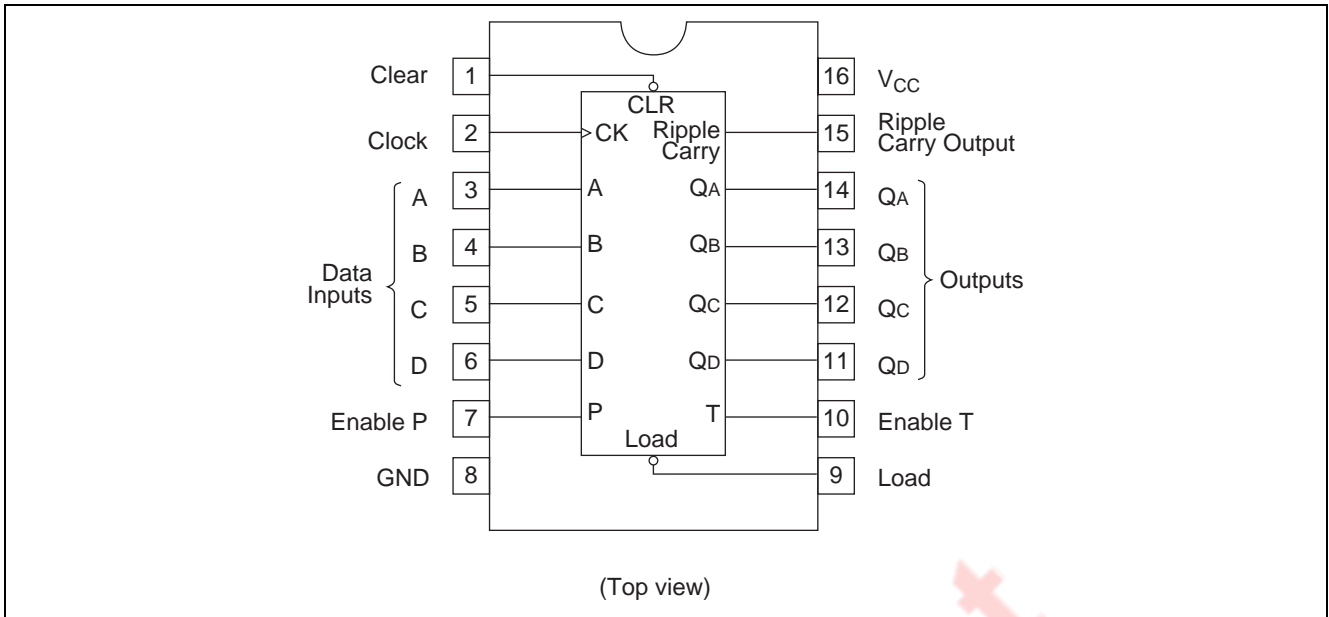 Clear 1 16 VCC
CLR
Clock 2 CK Ripple Carry 15 Ripple Carry Output
A 3 A QA 14 QA
B 4 B QB 13 QB
Data Inputs
Outputs
C 5 C QC 12 QC
D 6 D QD 11 QD
Enable P 7 P T 10 Enable T
Load
GND 8 9 Load
(Top view)